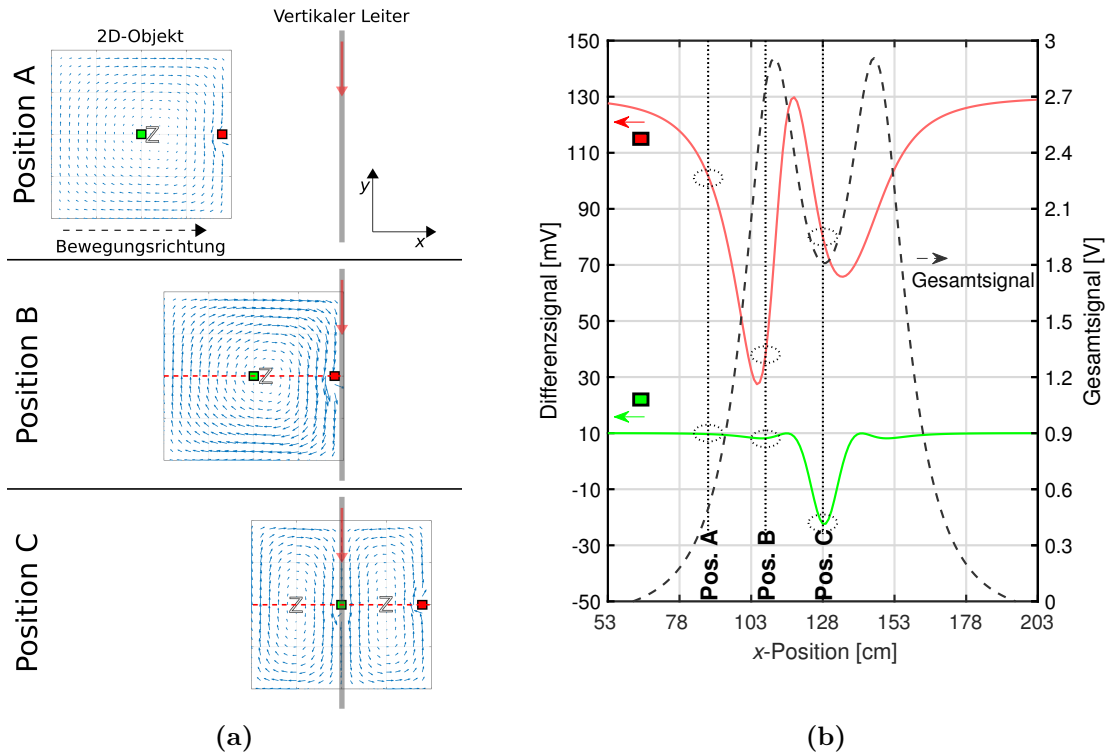 Vertikaler Leiter
2D-Objekt
Position A
Z
y
x
Bewegungsrichtung
Position B
Z
Position C
Z
Z
(a)
150
130
110
90
70
50
30
10
-10
-30
-50
Differenzsignal [mV]
3
2.7
2.4
2.1
1.8
1.5
1.2
0.9
0.6
0.3
0
Gesamtsignal [V]
Gesamtsignal
Pos. A
Pos. B
Pos. C
53 78 103 128 153 178 203
x-Position [cm]
(b)